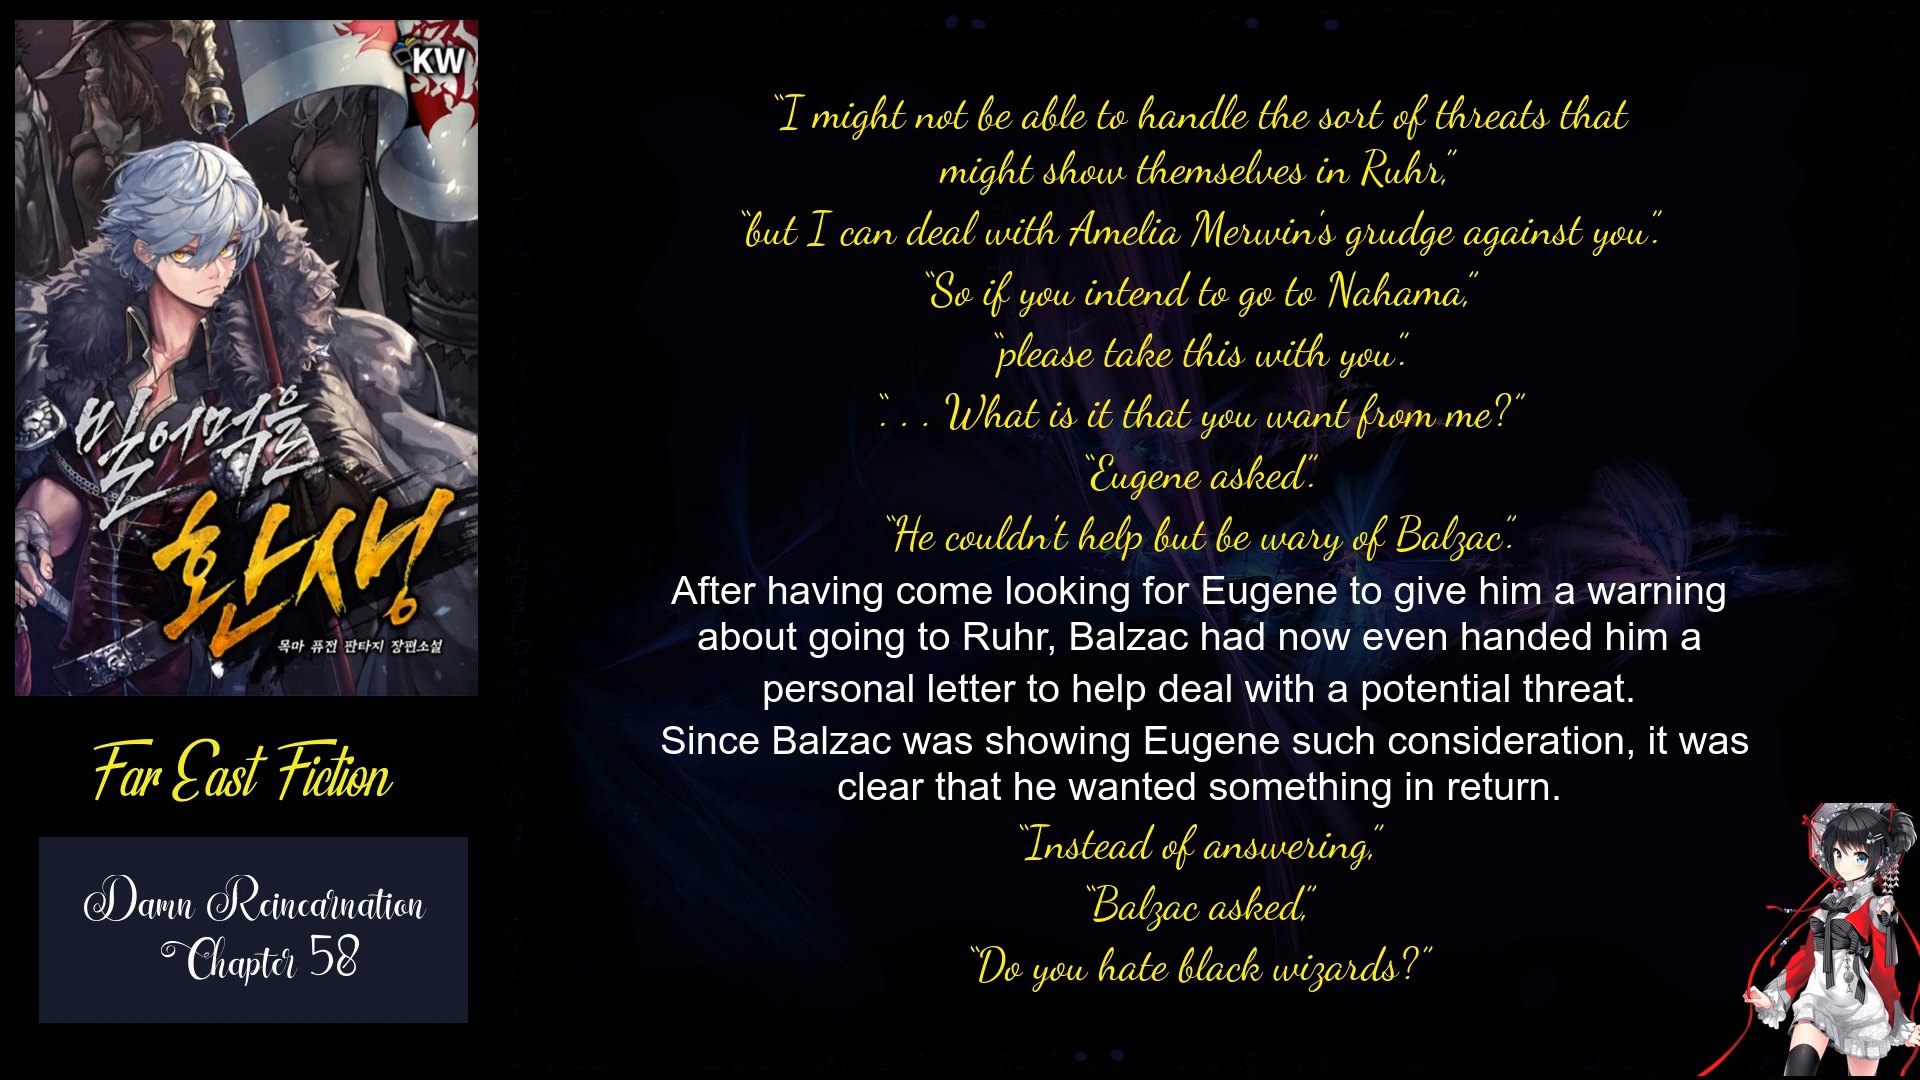 KW
빌어먹을
환생
목마 퓨전 판타지 장편소설
Far East Fiction
Damn Reincarnation
Chapter 58
“I might not be able to handle the sort of threats that
might show themselves in Ruhr,”
“but I can deal with Amelia Merwin's grudge against you”.
“So if you intend to go to Nahama,”
“please take this with you”.
“. . . What is it that you want from me?”
“Eugene asked”.
“He couldn't help but be wary of Balzac”.
After having come looking for Eugene to give him a warning
about going to Ruhr, Balzac had now even handed him a
personal letter to help deal with a potential threat.
Since Balzac was showing Eugene such consideration, it was
clear that he wanted something in return.
“Instead of answering,”
“Balzac asked,”
“Do you hate black wizards?”